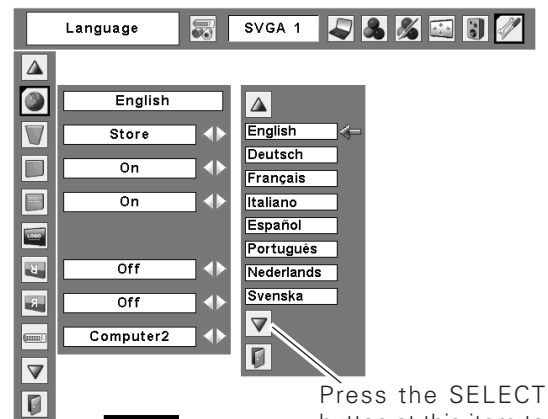 Language
SVGA 1
English
Store
On
On
Off
Off
Computer2
English
Deutsch
Français
Italiano
Español
Português
Nederlands
Svenska
Press the SELECT